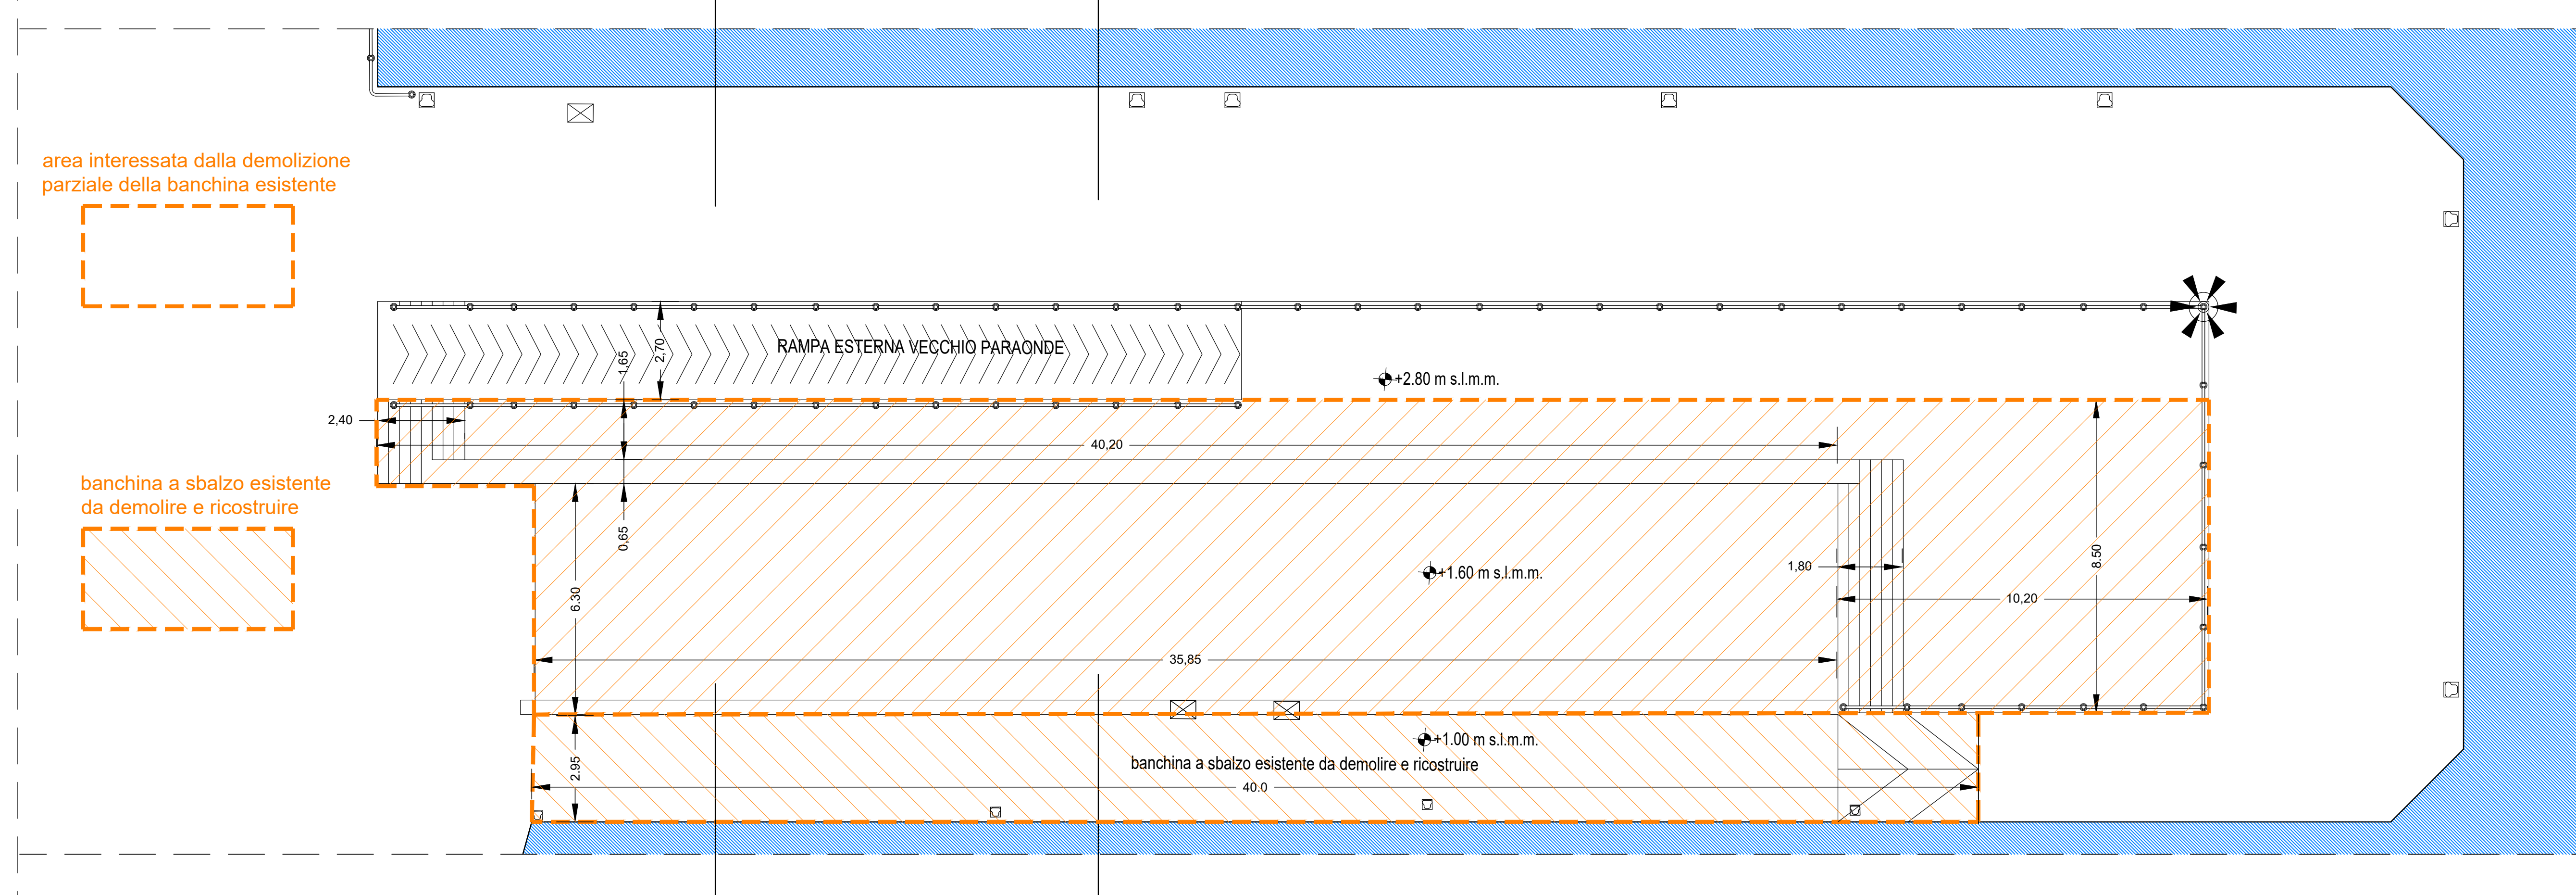 area interessata dalla demolizione
parziale della banchina esistente
RAMPA ESTERNA VECCHIO PARAONDE
1,65
2,70
+2.80 m s.l.m.m.
2,40
40,20
banchina a sbalzo esistente
da demolire e ricostruire
0,65
8.50
+1.60 m s.l.m.m.
1,80
6.30
10,20
35,85
+1.00 m s.l.m.m.
banchina a sbalzo esistente da demolire e ricostruire
2.95
40.0